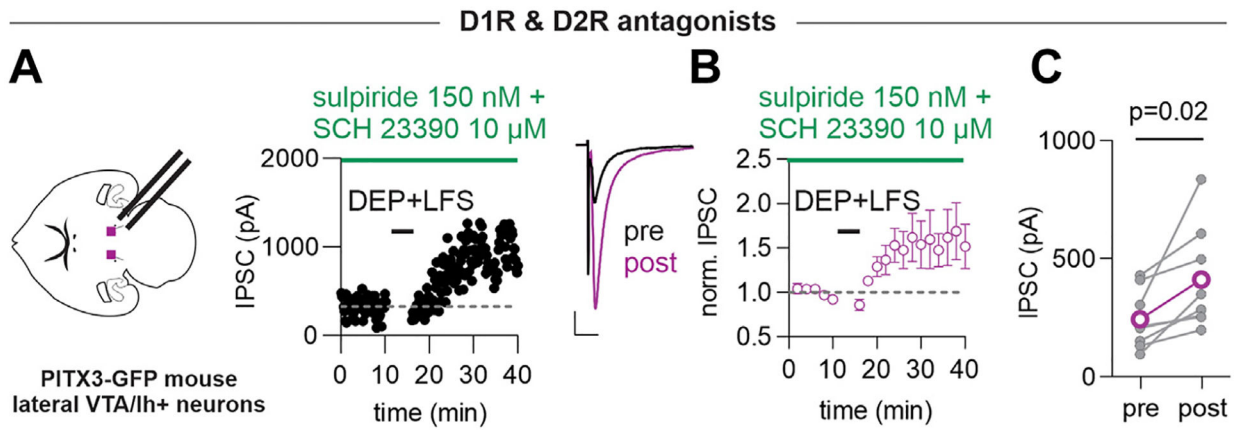 D1R & D2R antagonists
A
sulpiride 150 nM +
SCH 23390 10 µM
2000
1000
0
IPSC (pA)
DEP+LFS
0 10 20 30 40
time (min)
pre
post
PITX3-GFP mouse
lateral VTA/Ih+ neurons
B
sulpiride 150 nM +
SCH 23390 10 µM
2.5
2.0
1.5
1.0
0.5
norm. IPSC
DEP+LFS
0 10 20 30 40
time (min)
C
p=0.02
1000
500
0
IPSC (pA)
pre post